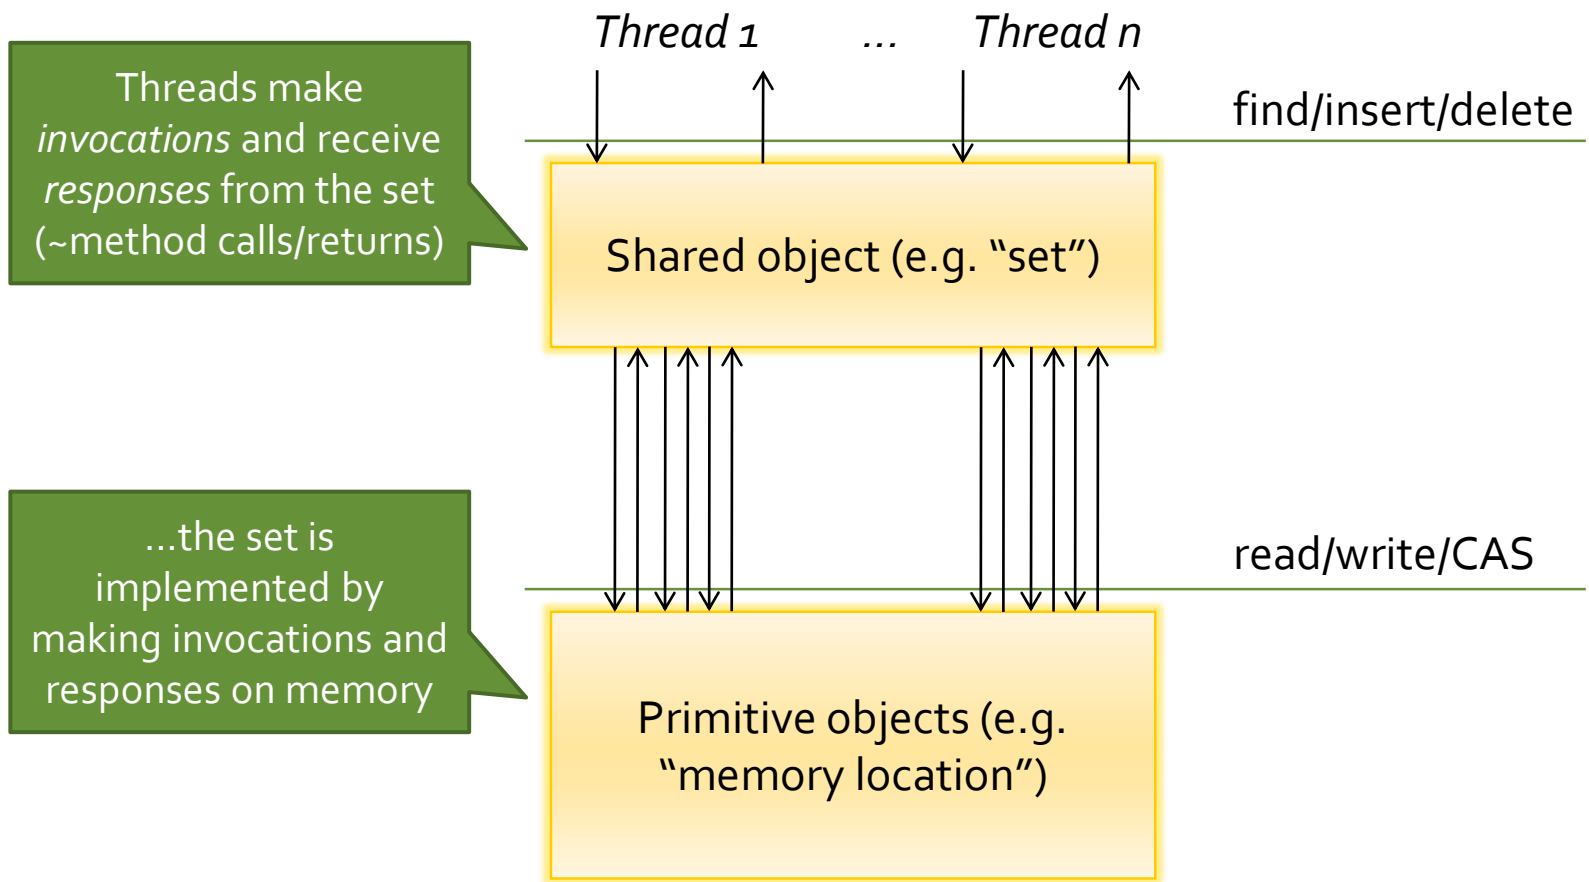 Thread 1 ... Thread n
Threads make
invocations and receive
responses from the set
(~method calls/returns)
find/insert/delete
Shared object (e.g. “set”)
...the set is
implemented by
making invocations and
responses on memory
read/write/CAS
Primitive objects (e.g.
“memory location”)